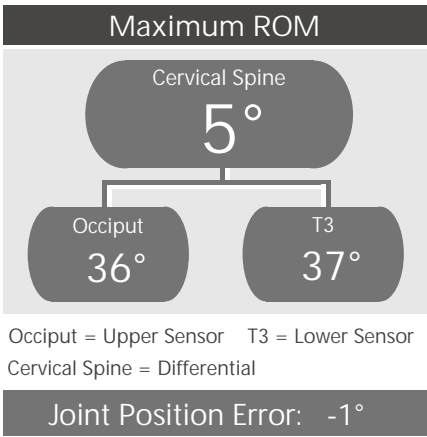 Maximum ROM
Cervical Spine
5°
Occiput T3
36° 37°
Occiput = Upper Sensor T3 = Lower Sensor
Cervical Spine = Differential
Joint Position Error: -1°